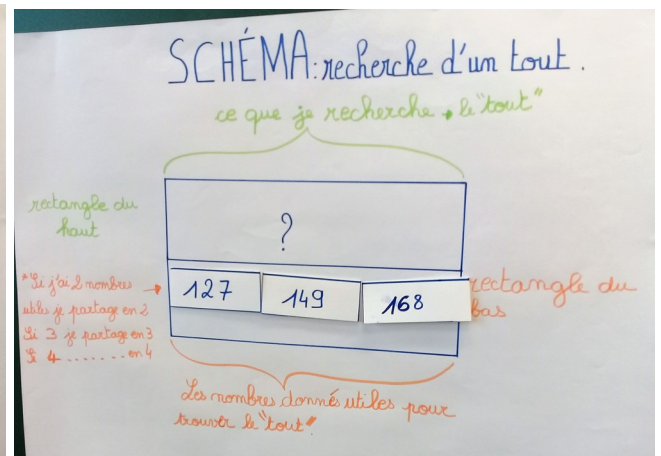 SCHÉMA: recherche d'un tout.
ce que je recherche → le "tout"
rectangle du
haut
?
*Si j'ai 2 nombres →
utiles je partage en 2
Si 3 je partage en 3
Si 4 ....... en 4
127 149 168
rectangle du
bas
Les nombres donnés utiles pour
trouver le "tout"